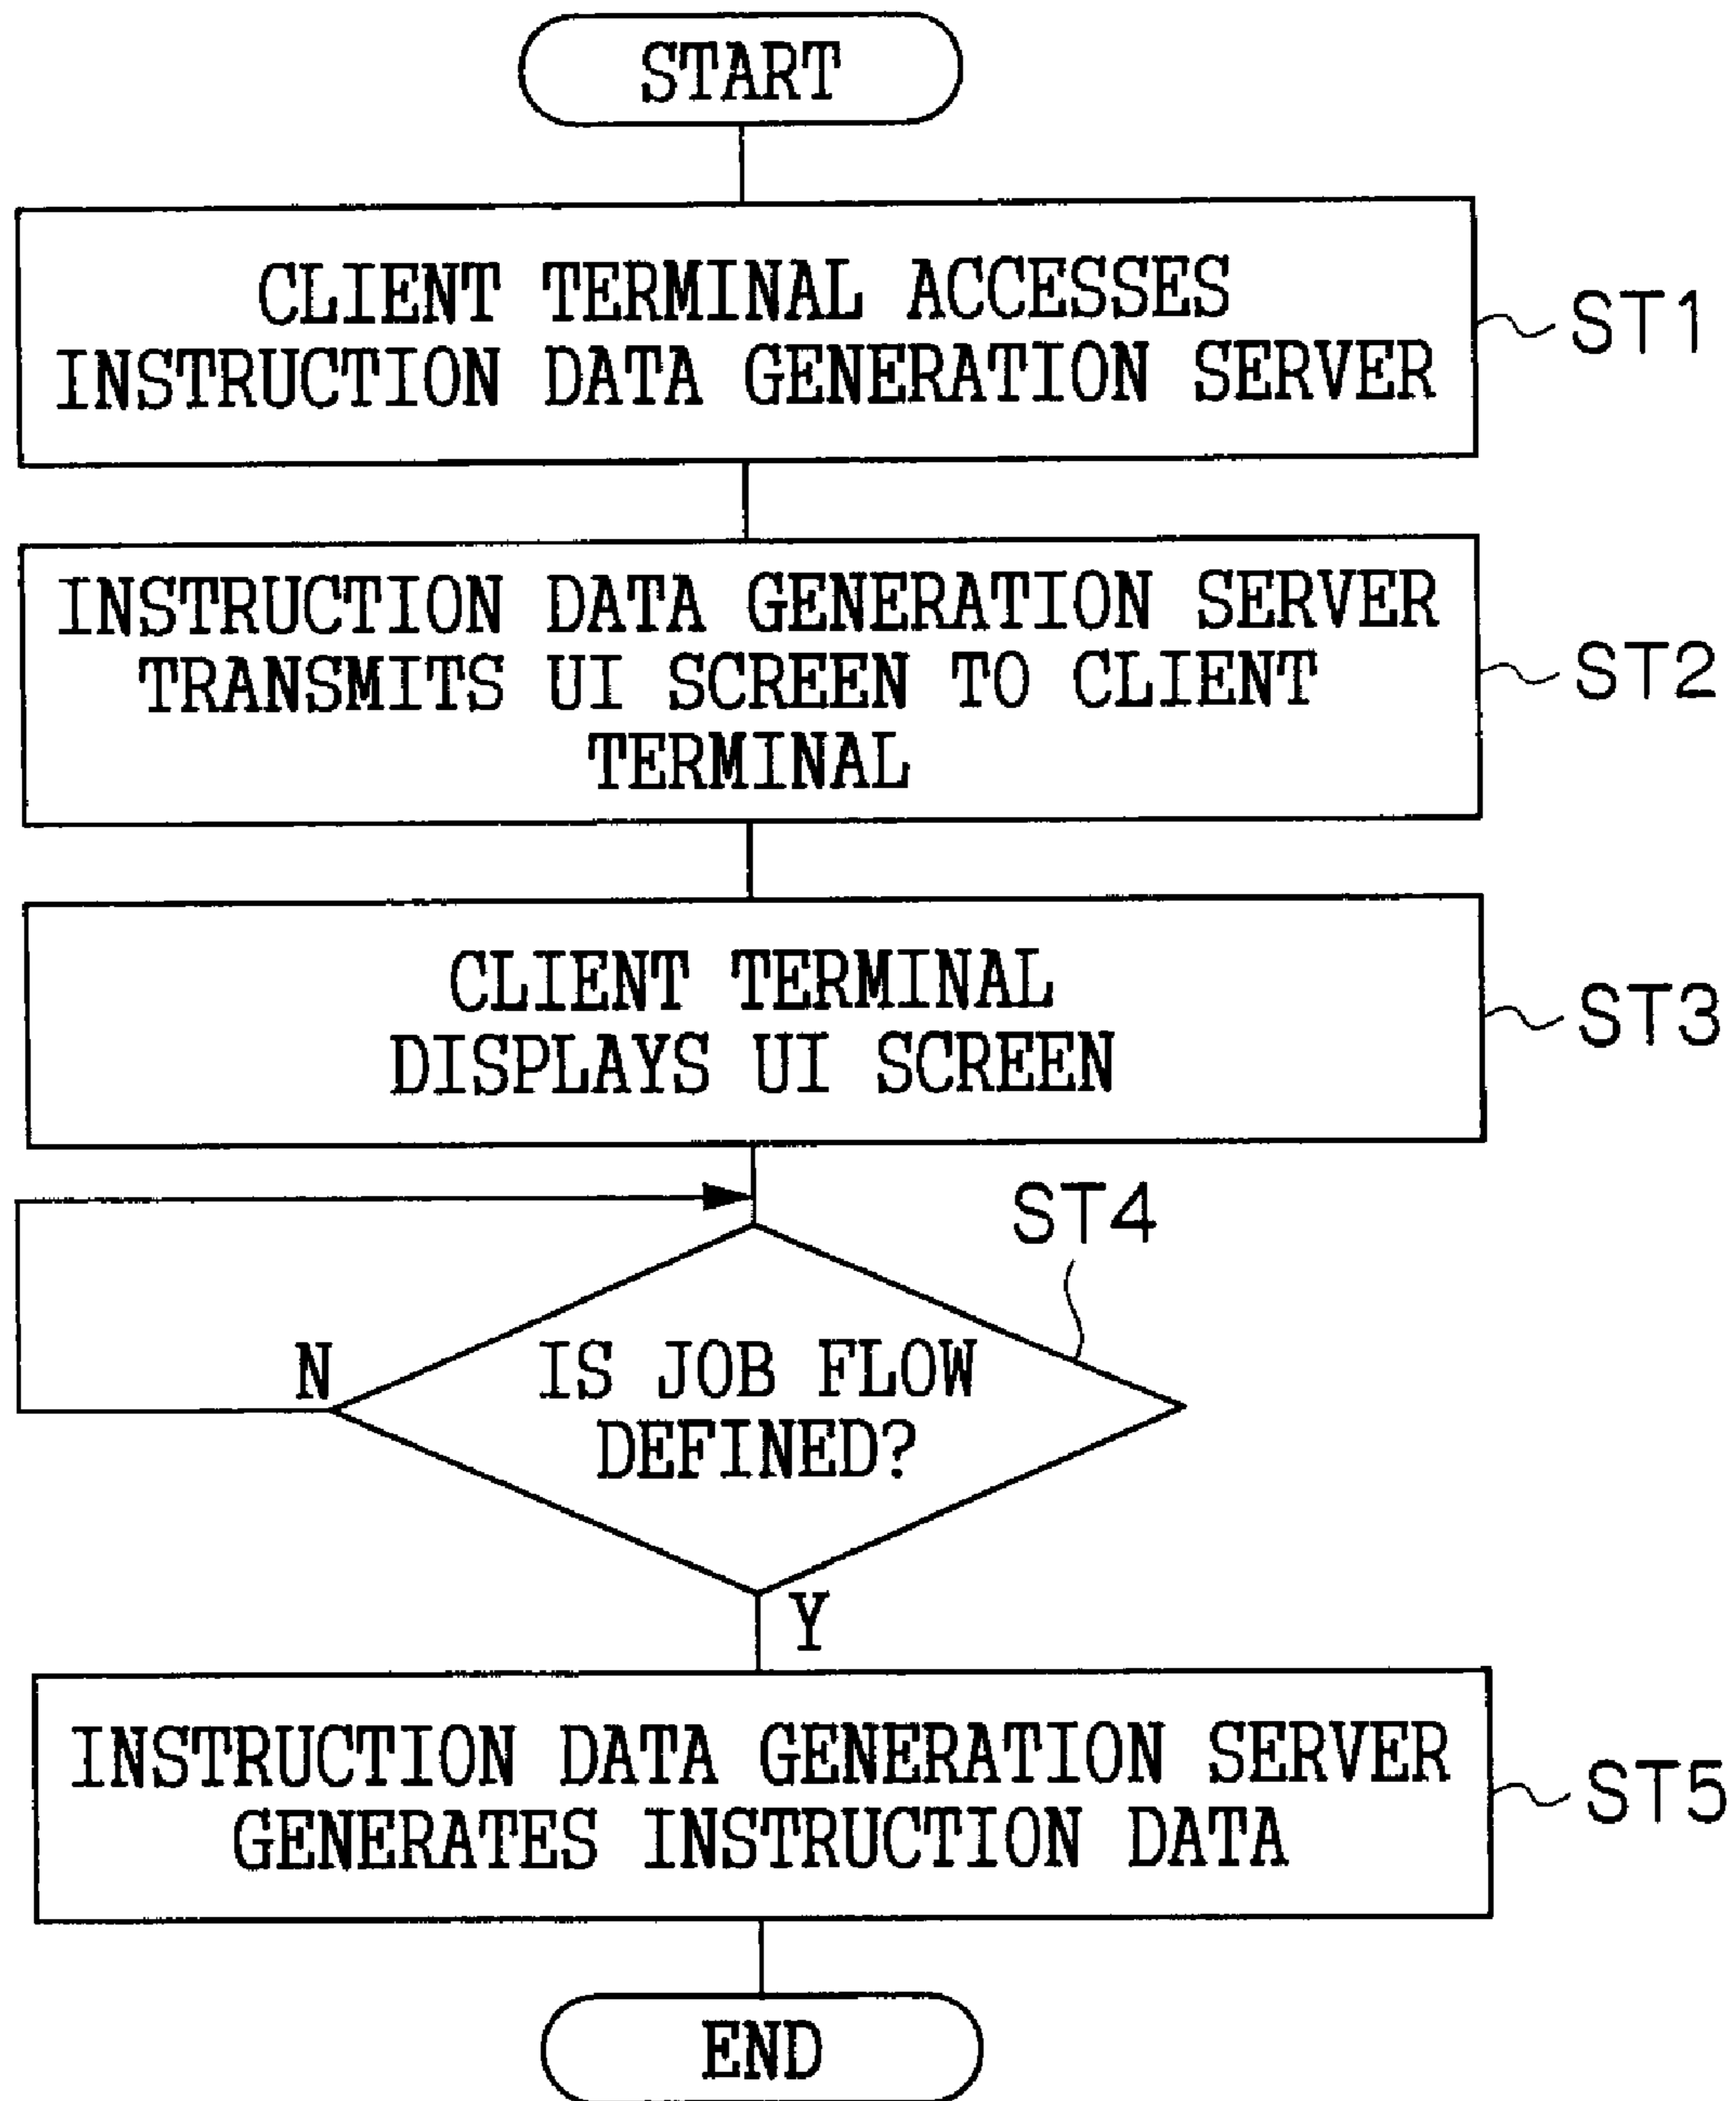 START
CLIENT TERMINAL ACCESSES
INSTRUCTION DATA GENERATION SERVER
ST1
INSTRUCTION DATA GENERATION SERVER
TRANSMITS UI SCREEN TO CLIENT
TERMINAL
ST2
CLIENT TERMINAL
DISPLAYS UI SCREEN
ST3
ST4
N
IS JOB FLOW
DEFINED?
Y
INSTRUCTION DATA GENERATION SERVER
GENERATES INSTRUCTION DATA
ST5
END